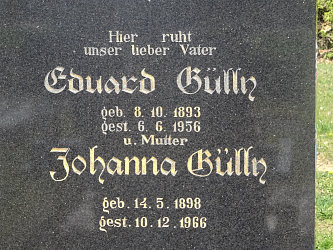 Hier ruht
unser lieber Vater
Eduard Gülly
geb. 8. 10. 1893
gest. 6. 6. 1956
u. Mutter
Johanna Gülly
geb. 14. 5. 1898
gest. 10. 12. 1966